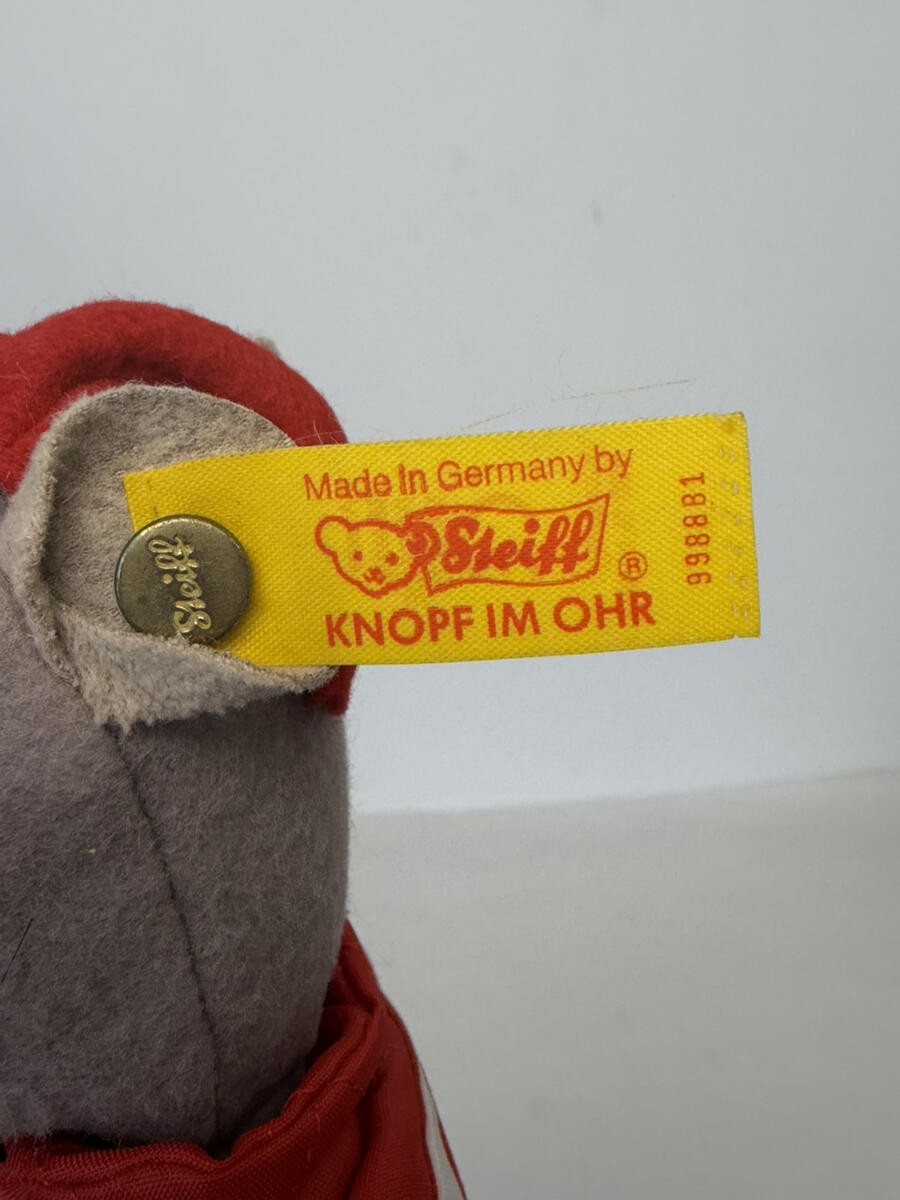 Made In Germany by
Steiff ®
KNOPF IM OHR
998881
Steiff